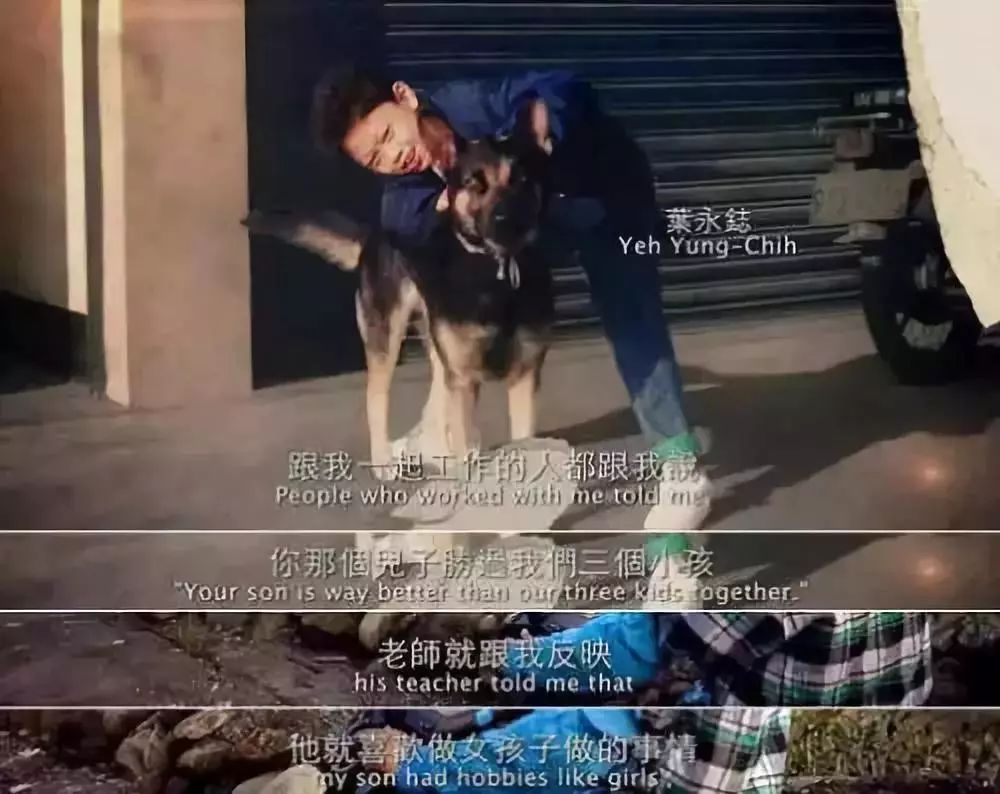 葉永鋕
Yeh Yung-Chih
跟我一起工作的人都跟我說
People who worked with me told me
你那個兒子勝過我們三個小孩
"Your son is way better than our three kids together."
老師就跟我反映
his teacher told me that
他就喜歡做女孩子做的事情
my son had hobbies like girls.